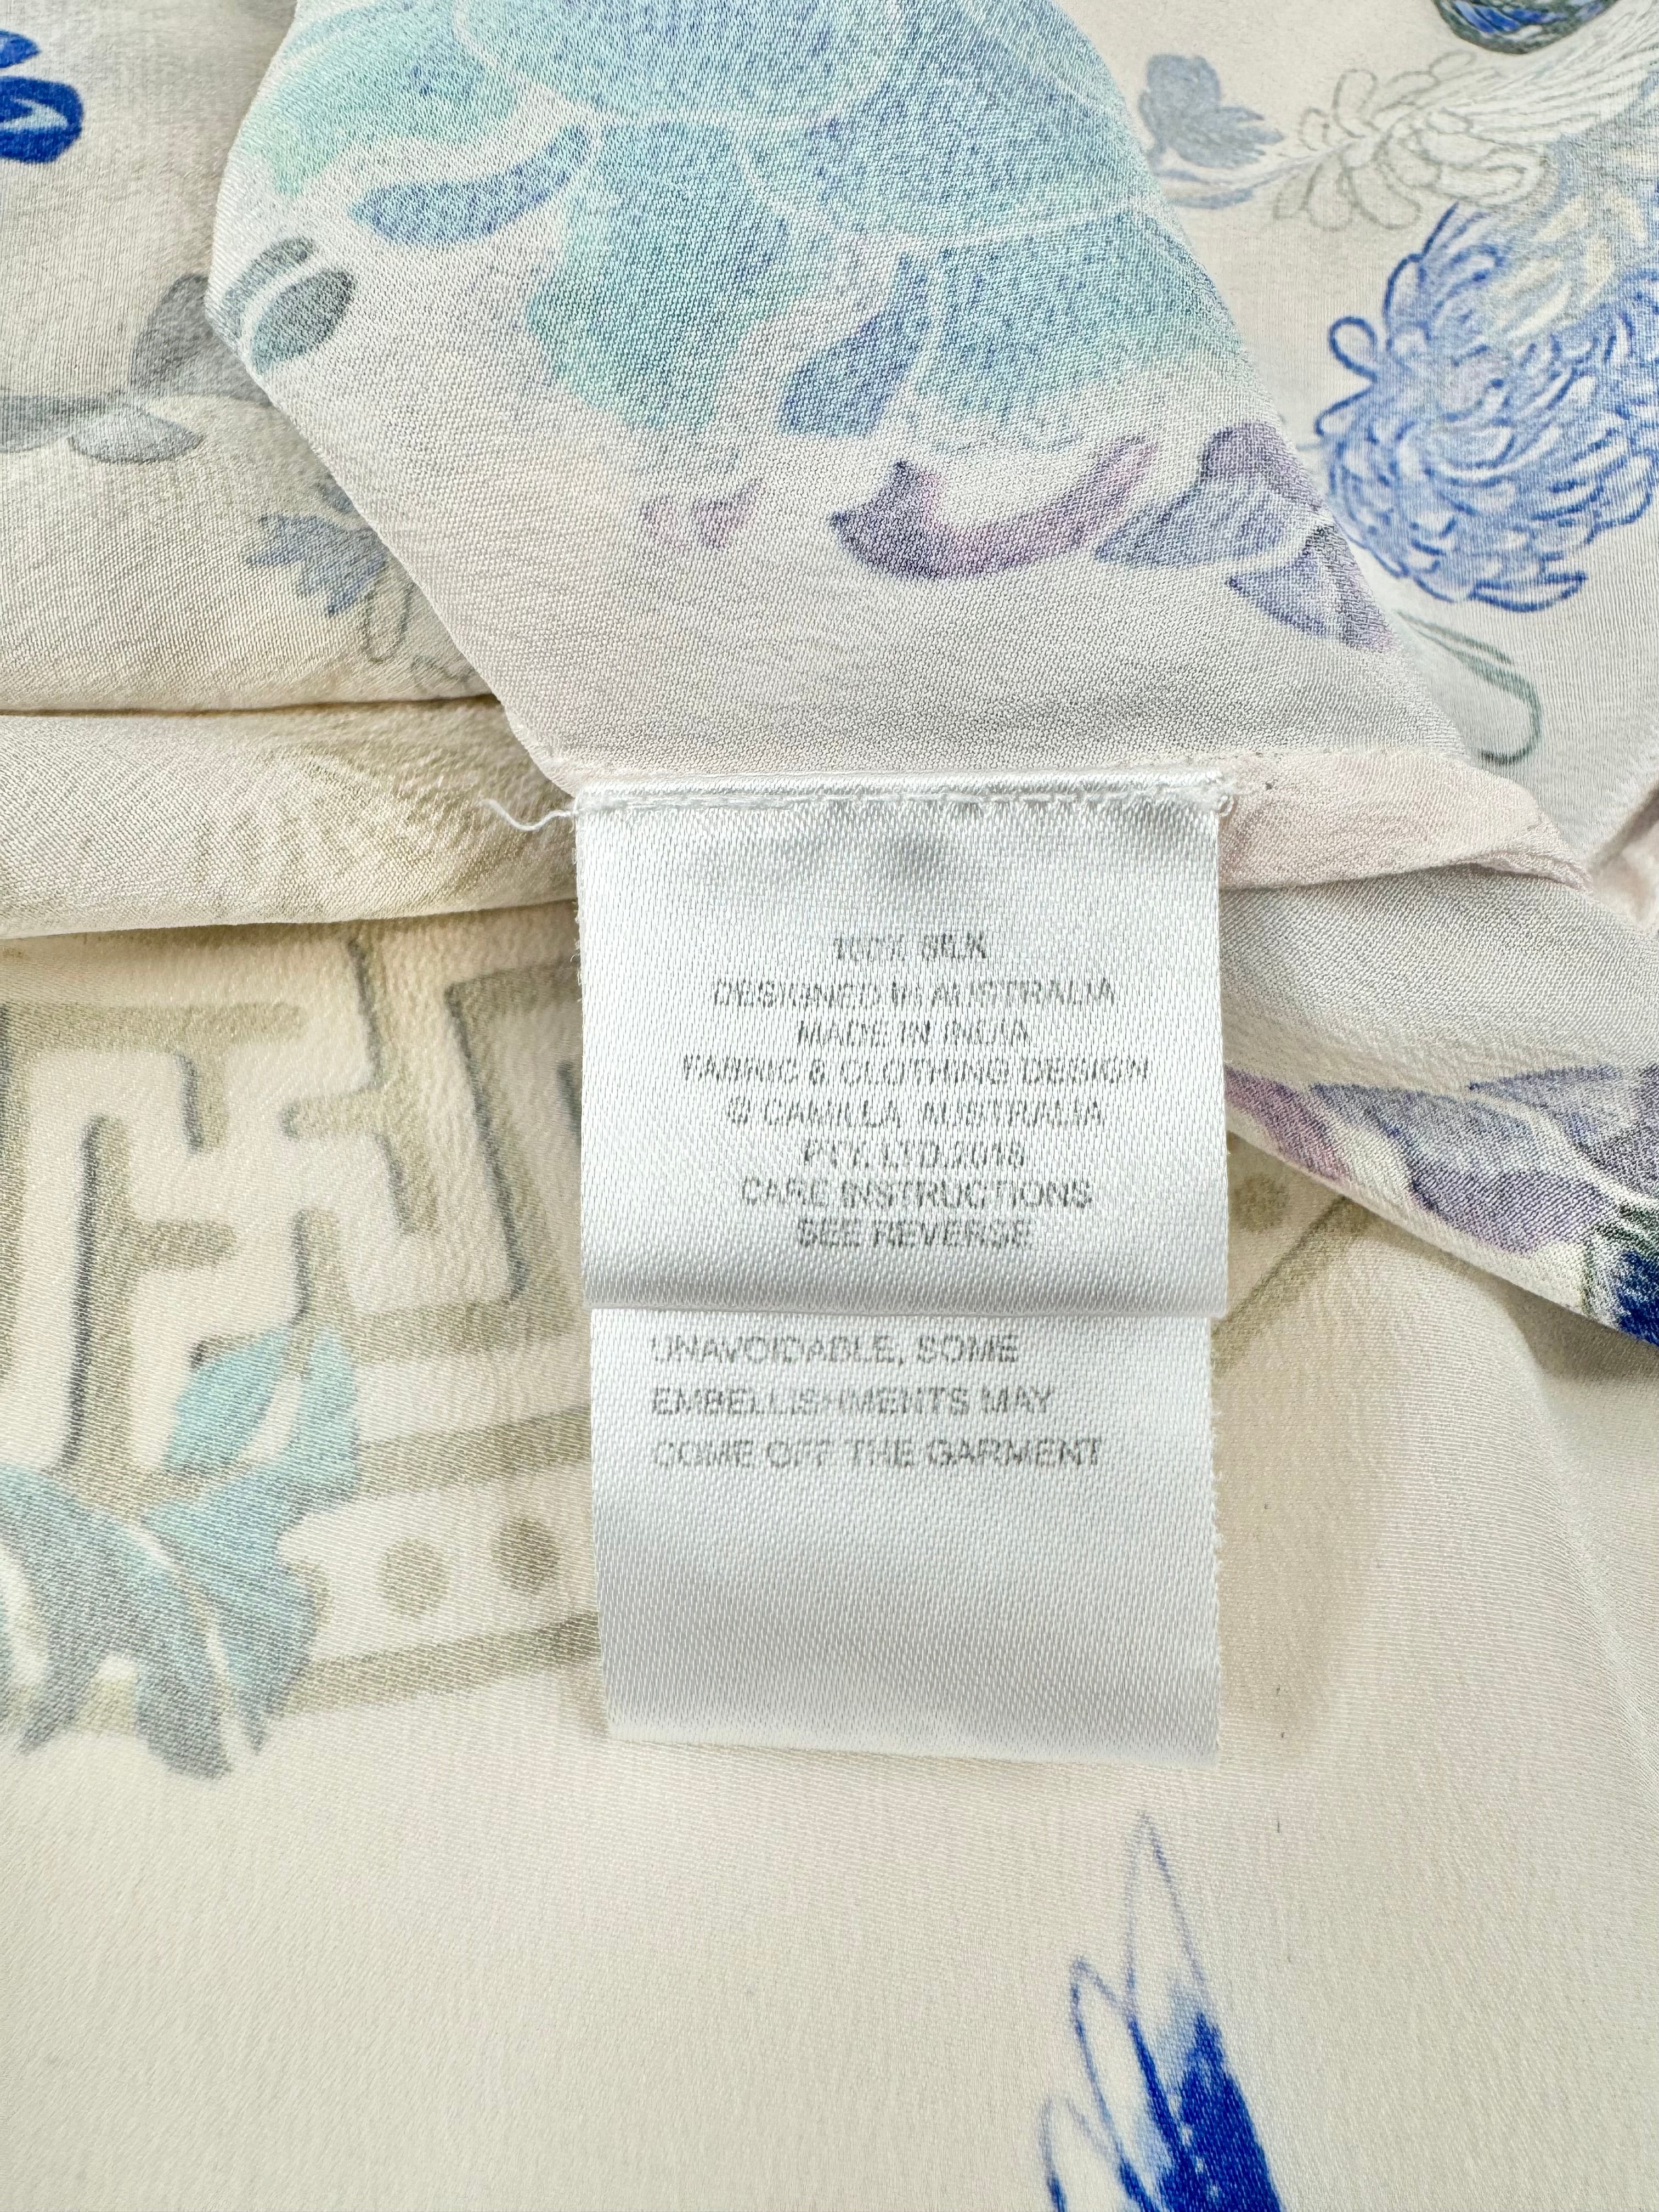 100% SILK
DESIGNED IN AUSTRALIA
MADE IN INDIA
FABRIC & CLOTHING DESIGN
© CAMILLA AUSTRALIA
PTY. LTD.2018
CARE INSTRUCTIONS
SEE REVERSE
UNAVOIDABLE, SOME
EMBELLISHMENTS MAY
COME OFF THE GARMENT